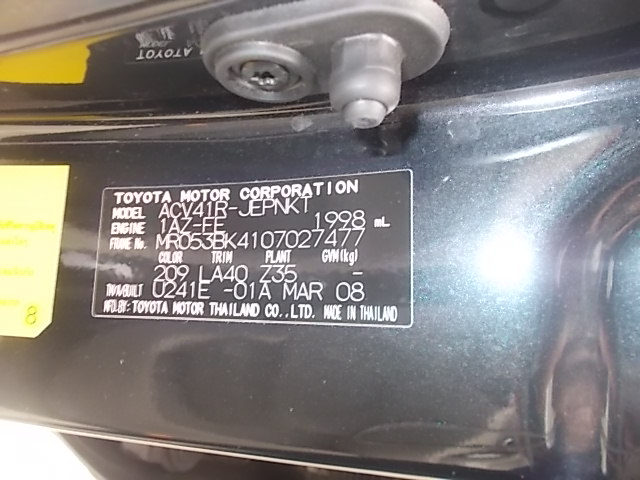 TOYOTA MOTOR CORPORATION
MODEL ACV41R-JEPNKT
ENGINE 1AZ-FE 1998 mL
FRAME No. MR053BK4107027477
COLOR TRIM PLANT GVM(kg)
209 LA40 Z35 -
TM/A/BUILT U241E -01A MAR 08
MFD.BY: TOYOTA MOTOR THAILAND CO.,LTD. MADE IN THAILAND
8